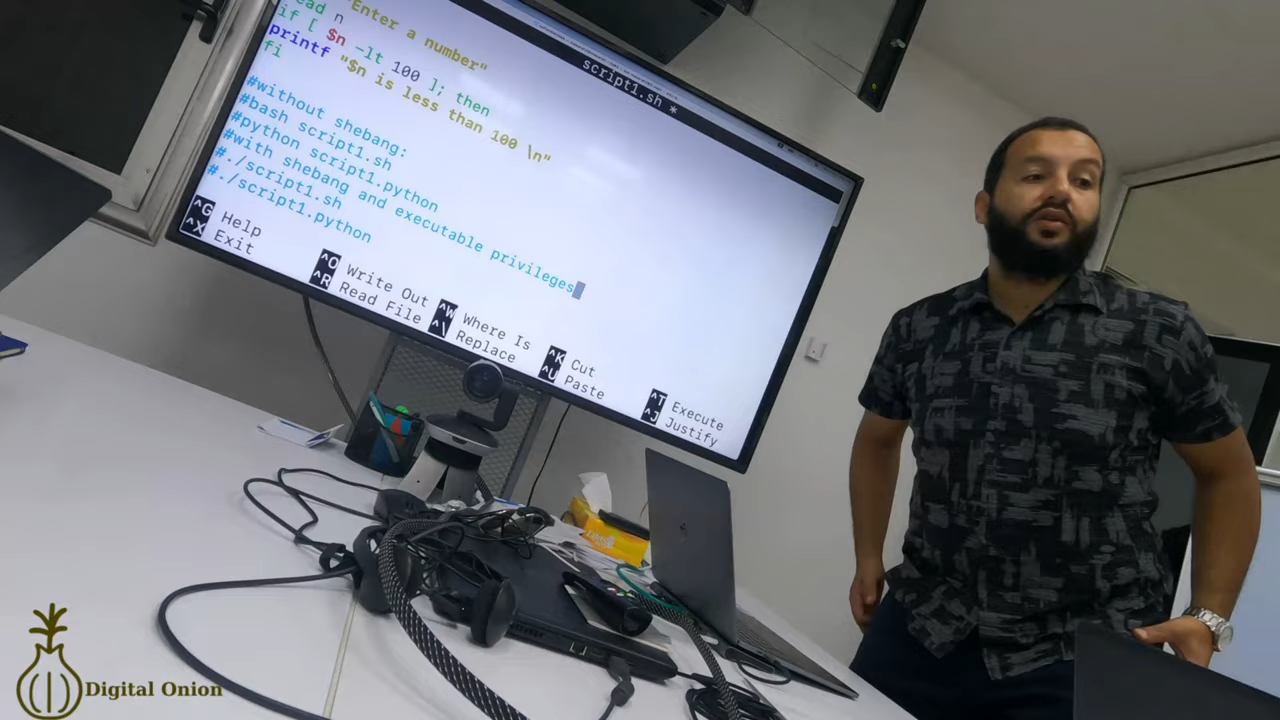 script1.sh *
"Enter a number"
read n
if [ $n -lt 100 ]; then
printf "$n is less than 100 \n"
fi
#without shebang:
#bash script1.sh
#python script1.python
#with shebang and executable privileges
#./script1.sh
#./script1.python
^G Help
^X Exit
^O Write Out
^R Read File
^W Where Is
^\ Replace
^K Cut
^U Paste
^T Execute
^J Justify
Digital Onion